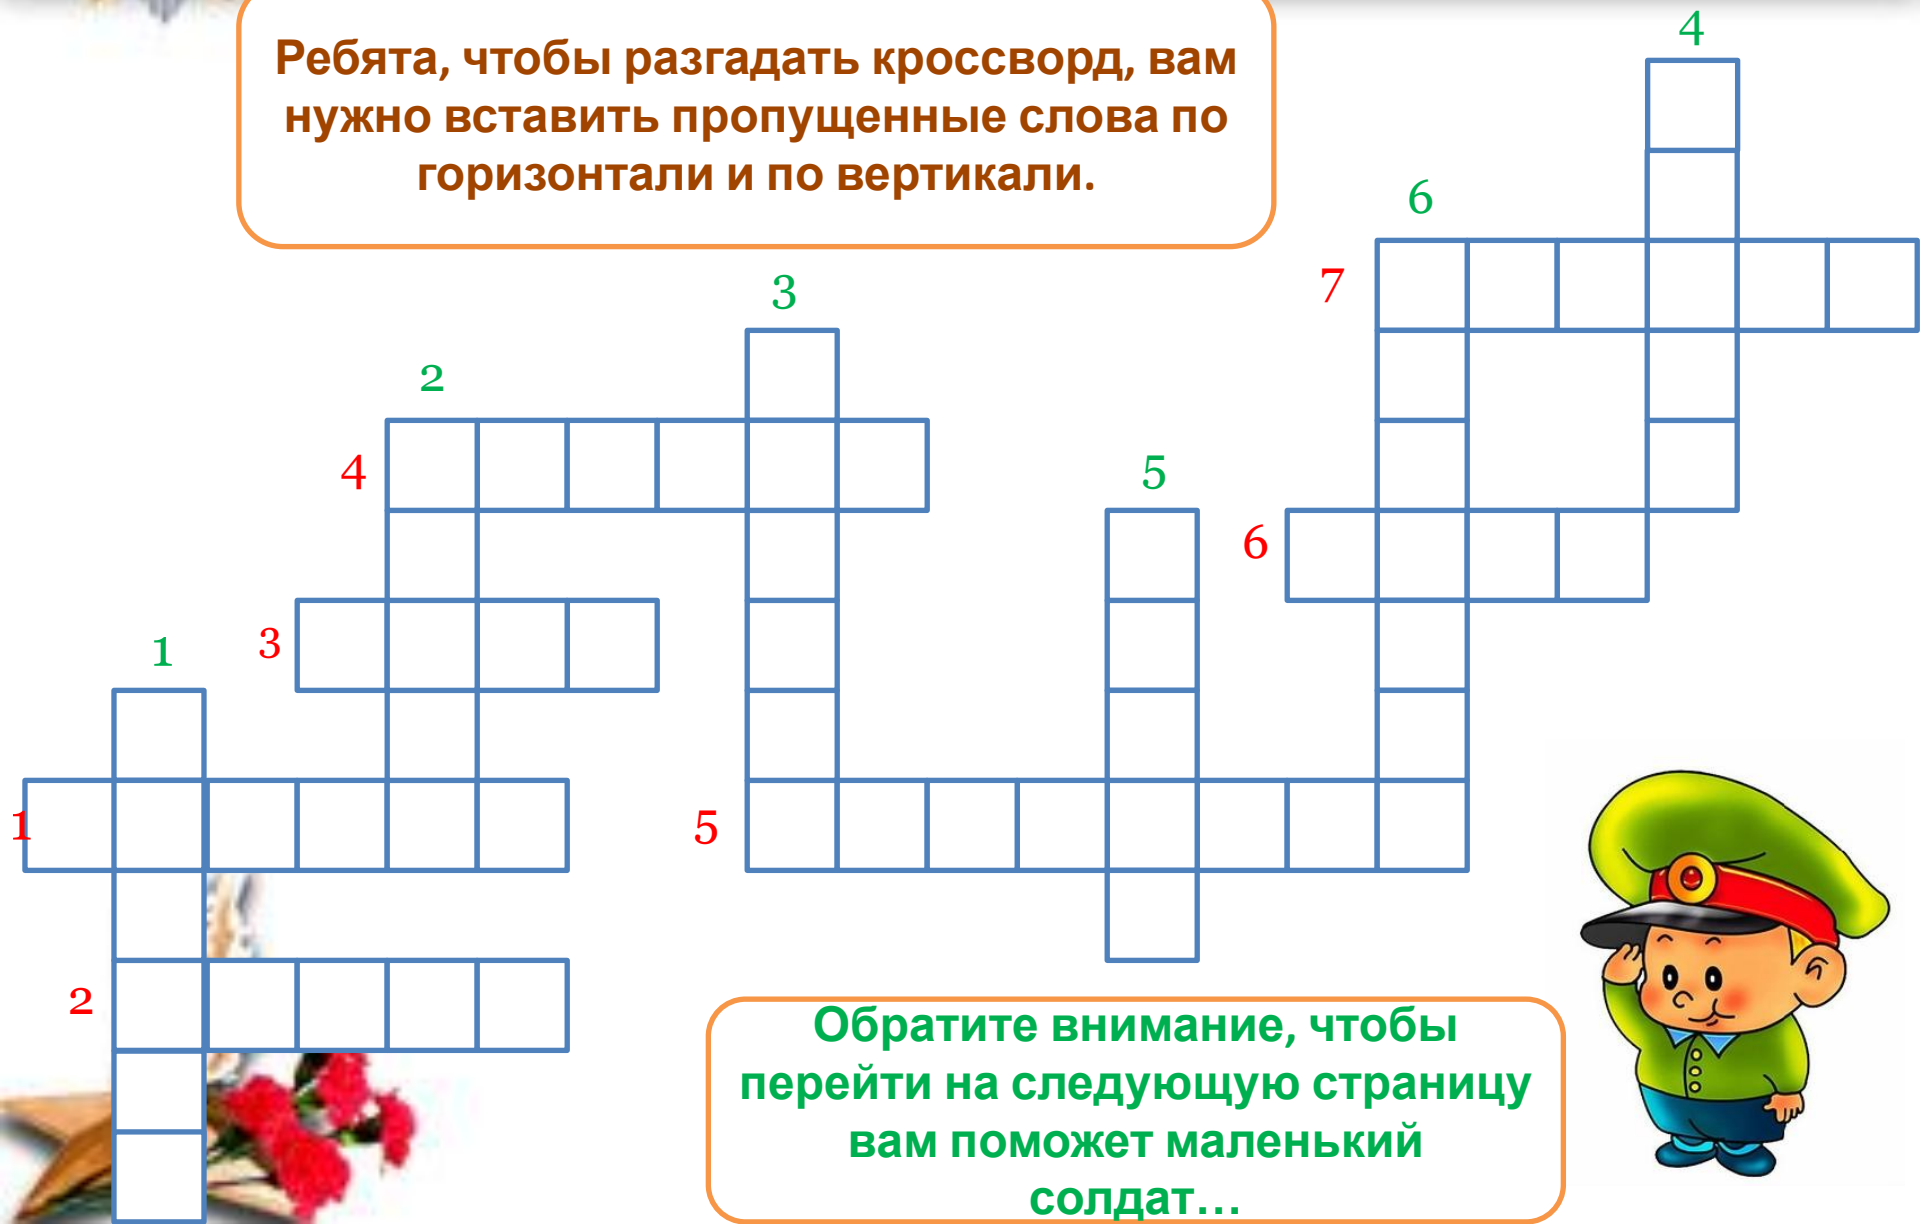 Ребята, чтобы разгадать кроссворд, вам
нужно вставить пропущенные слова по
горизонтали и по вертикали.
4
6
7
3
2
4
5
6
1
3
1
5
2
Обратите внимание, чтобы
перейти на следующую страницу
вам поможет маленький
солдат...